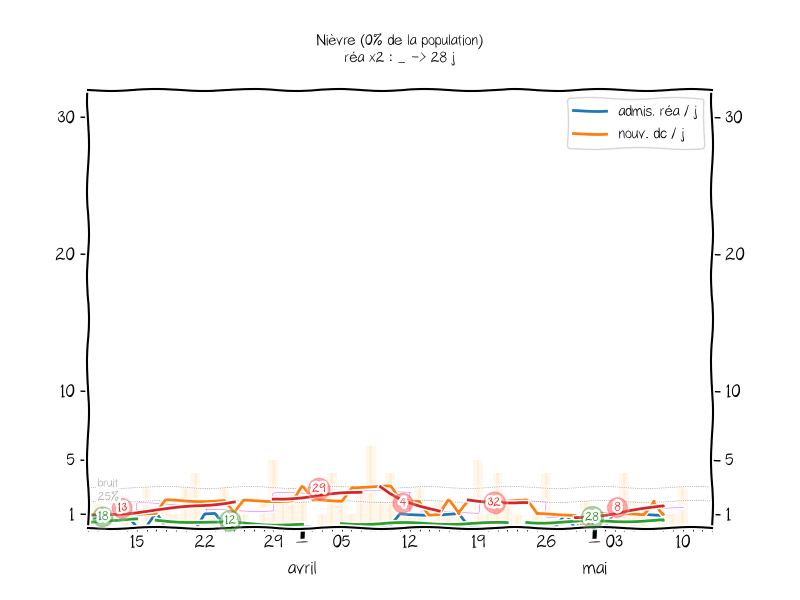 Nièvre (0% de la population)
réa x2 : _ -> 28 j
admis. réa / j
nouv. dc / j
30 30
20 20
10 10
5 5
1 1
bruit
25%
18 13 12 29 4 32 28 8
15 22 29 05 12 19 26 03 10
avril mai